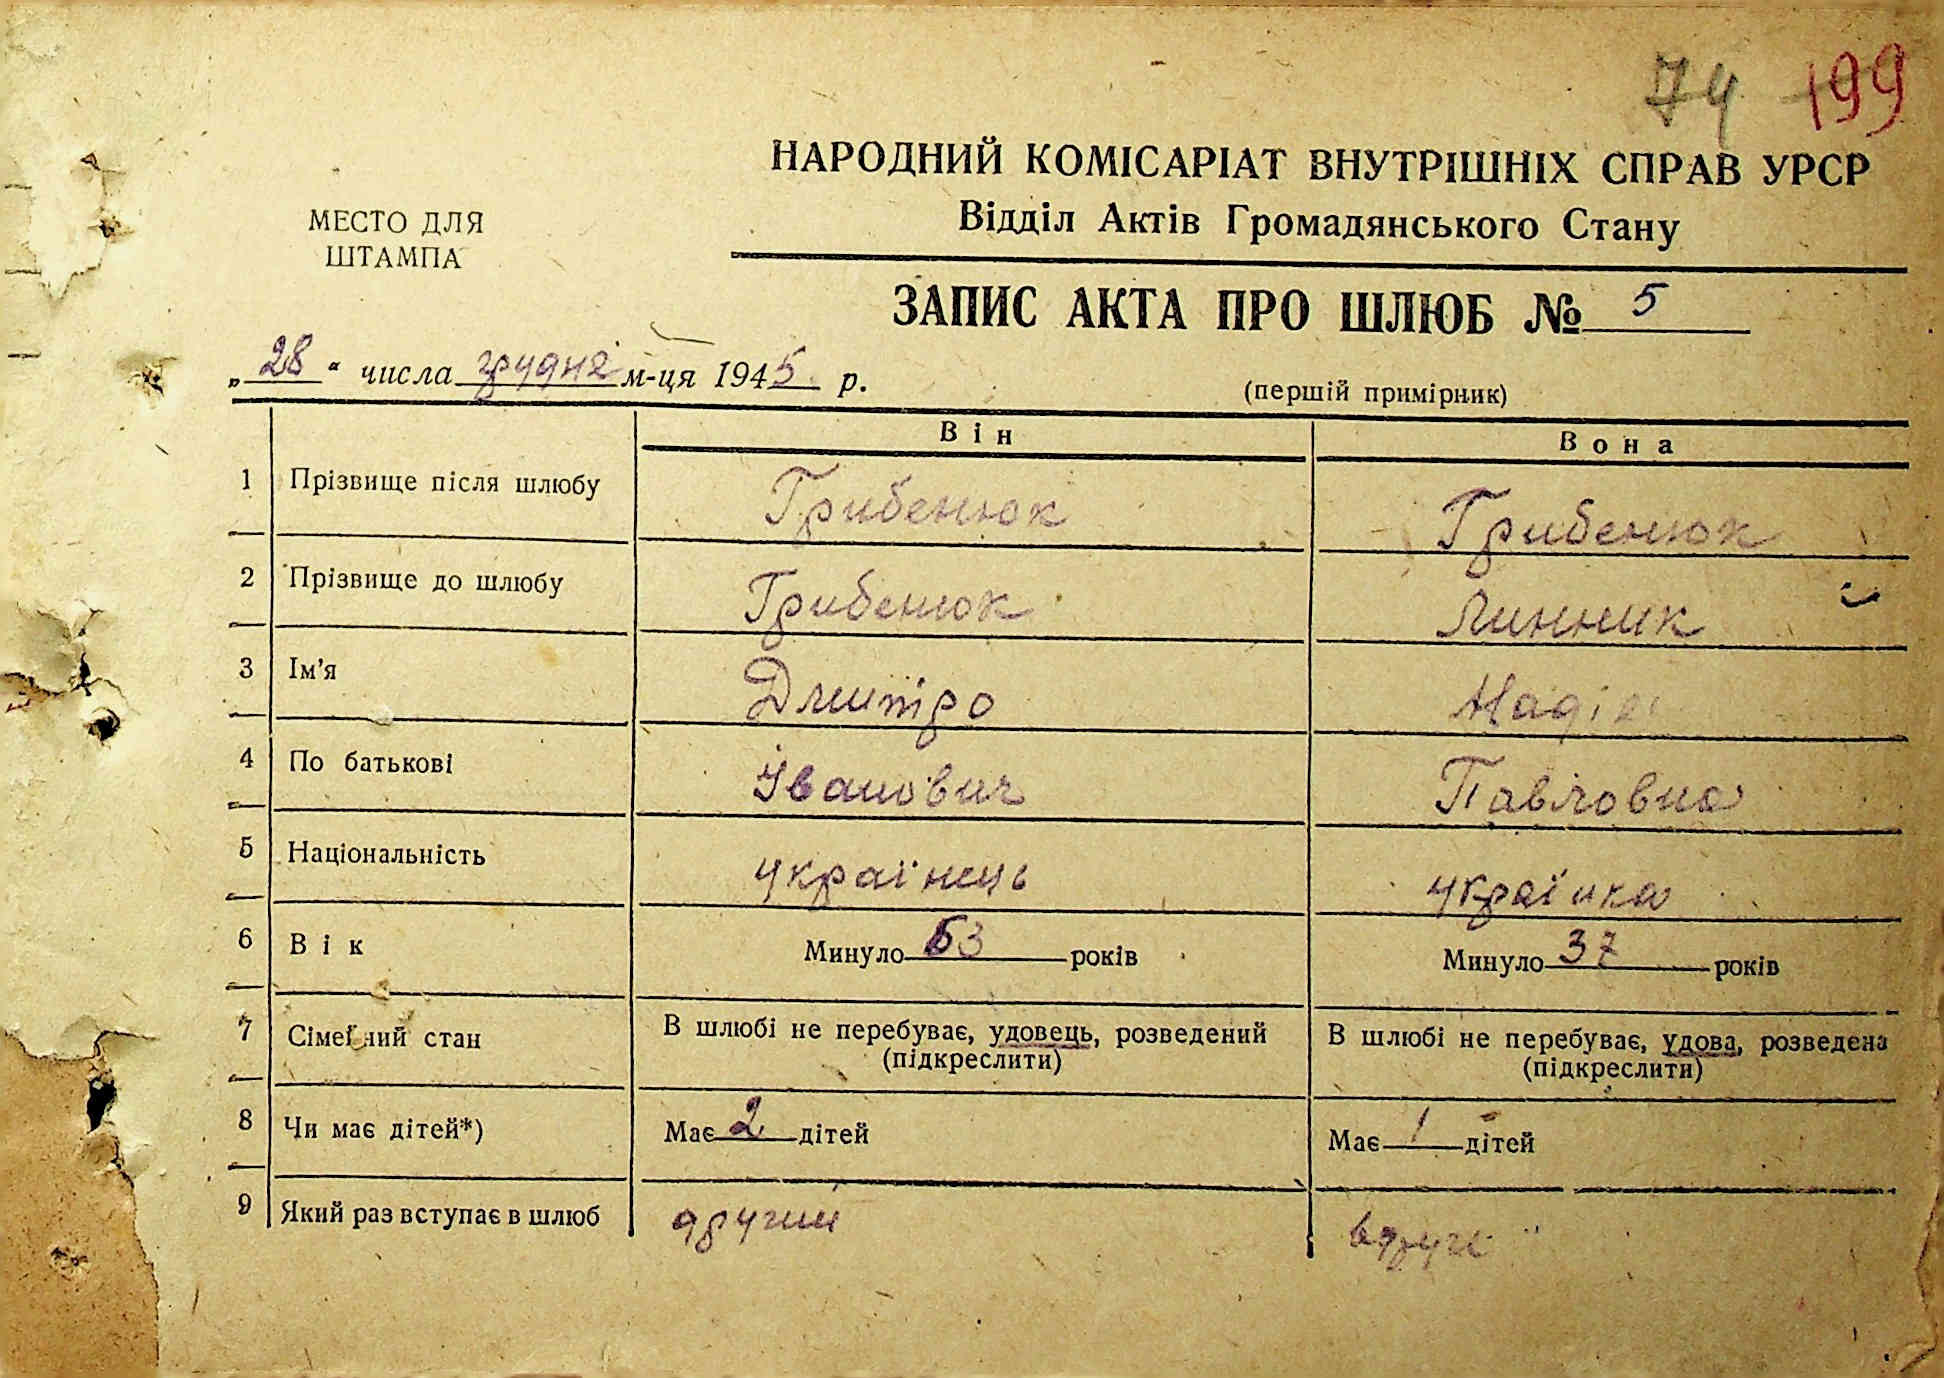 74 199
НАРОДНИЙ КОМІСАРІАТ ВНУТРІШНІХ СПРАВ УРСР
Відділ Актів Громадянського Стану
МЕСТО ДЛЯ
ШТАМПА
ЗАПИС АКТА ПРО ШЛЮБ № 5
„28“ числа грудня м-ця 1945 р.
(першій примірник)
Він Вона
1 Прізвище після шлюбу Грибенюк Грибенюк
2 Прізвище до шлюбу Грибенюк Линник
3 Ім'я Дмитро Надія
4 По батькові Іванович Павловна
5 Національність українець українка
6 Вік Минуло 53 років Минуло 37 років
7 Сімейний стан В шлюбі не перебуває, удовець, розведений В шлюбі не перебуває, удова, розведена
(підкреслити) (підкреслити)
8 Чи має дітей*) Має 2 дітей Має 1 дітей
9 Який раз вступає в шлюб другий вдруге